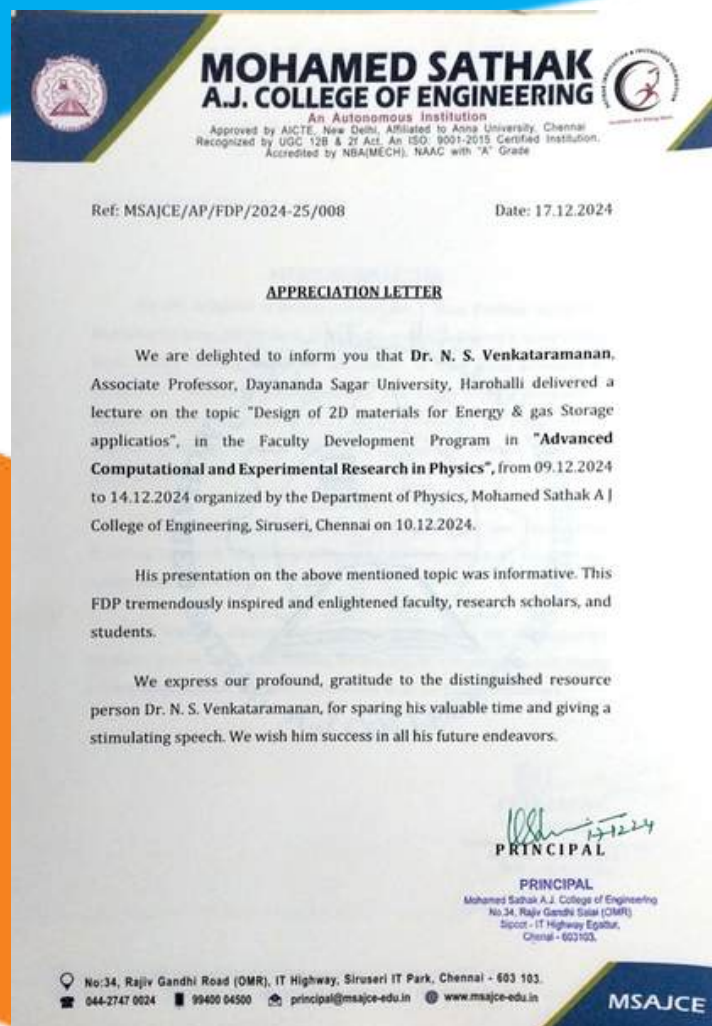 MOHAMED SATHAK
A.J. COLLEGE OF ENGINEERING
An Autonomous Institution
Approved by AICTE, New Delhi, Affiliated to Anna University, Chennai
Recognized by UGC 12B & 2f Act. An ISO: 9001-2015 Certified Institution.
Accredited by NBA(MECH), NAAC with "A" Grade
Ref: MSAJCE/AP/FDP/2024-25/008 Date: 17.12.2024
APPRECIATION LETTER
We are delighted to inform you that Dr. N. S. Venkataramanan,
Associate Professor, Dayananda Sagar University, Harohalli delivered a
lecture on the topic "Design of 2D materials for Energy & gas Storage
applicatios", in the Faculty Development Program in "Advanced
Computational and Experimental Research in Physics", from 09.12.2024
to 14.12.2024 organized by the Department of Physics, Mohamed Sathak A J
College of Engineering, Siruseri, Chennai on 10.12.2024.
His presentation on the above mentioned topic was informative. This
FDP tremendously inspired and enlightened faculty, research scholars, and
students.
We express our profound, gratitude to the distinguished resource
person Dr. N. S. Venkataramanan, for sparing his valuable time and giving a
stimulating speech. We wish him success in all his future endeavors.
PRINCIPAL
PRINCIPAL
Mohamed Sathak A.J. College of Engineering
No.34, Rajiv Gandhi Salai (OMR)
Sipcot - IT Highway Egattur,
Chennai - 603103.
No:34, Rajiv Gandhi Road (OMR), IT Highway, Siruseri IT Park, Chennai - 603 103.
044-2747 0024 99400 04500 principal@msajce-edu.in www.msajce-edu.in
MSAJCE